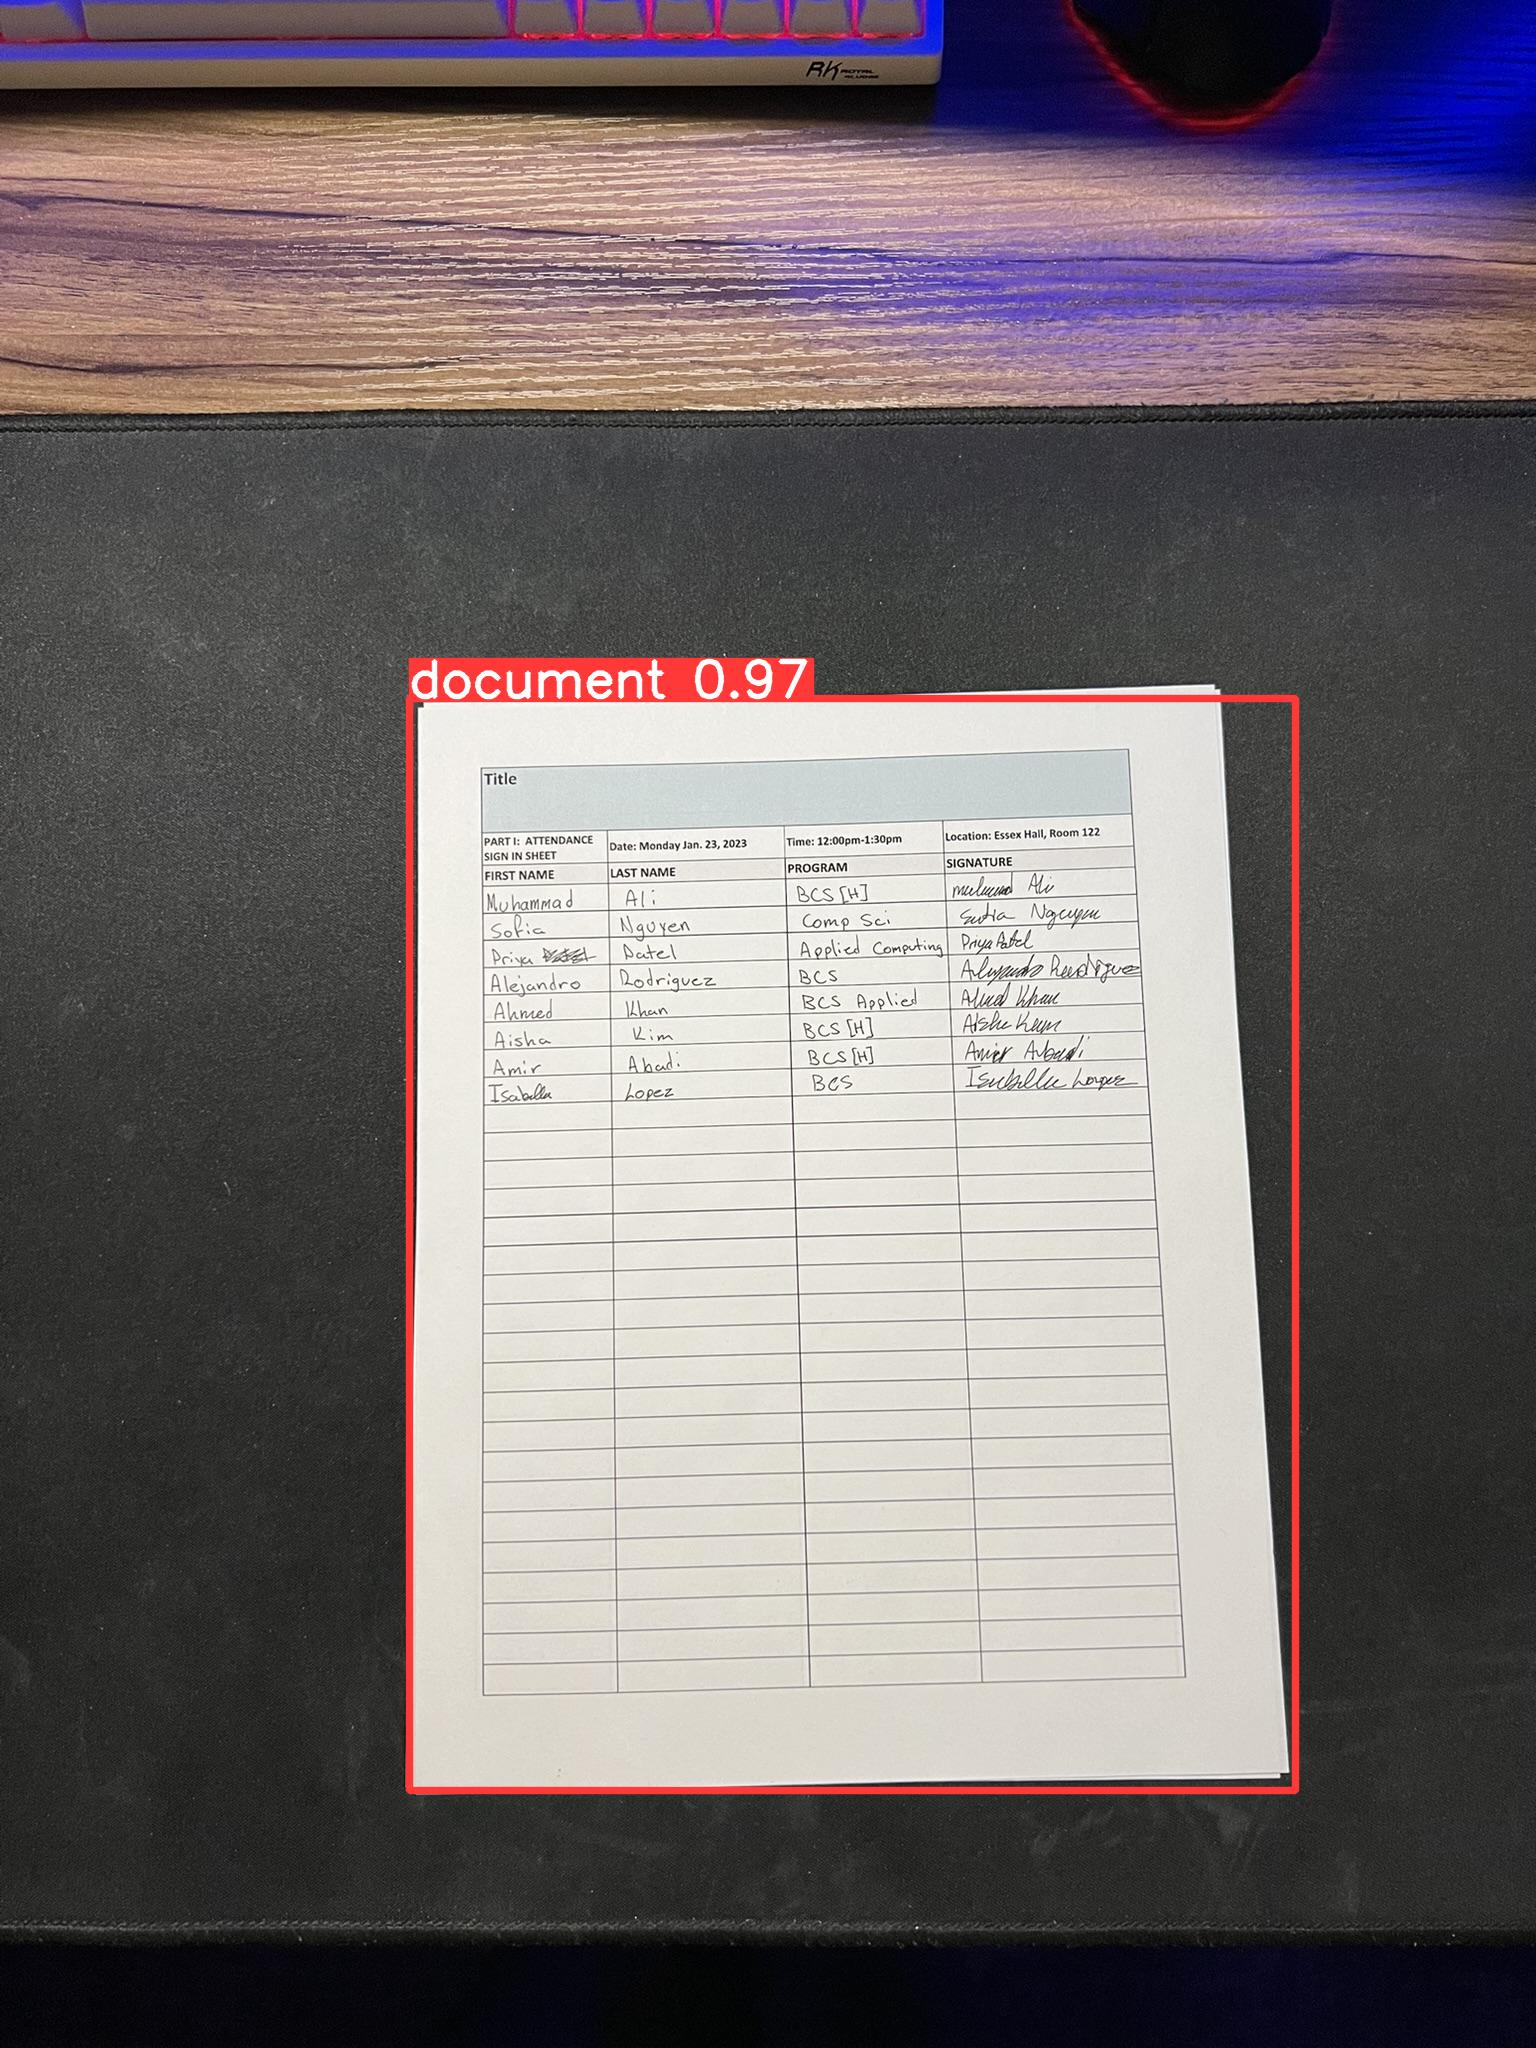 RK ROYAL KLUDGE
document 0.97
Title
PART I: ATTENDANCE SIGN IN SHEET Date: Monday Jan. 23, 2023 Time: 12:00pm-1:30pm Location: Essex Hall, Room 122
FIRST NAME LAST NAME PROGRAM SIGNATURE
Muhammad Ali BCS [H] Ali
Sofia Nguyen Comp Sci Sofia Nguyen
Priya Patel Applied Computing Priya Patel
Alejandro Rodriguez BCS Alejandro Rodriguez
Ahmed Khan BCS Applied Ahmed Khan
Aisha Kim BCS [H] Aisha Kim
Amir Abadi BCS [H] Amir Abadi
Isabella Lopez BCS Isabella Lopez